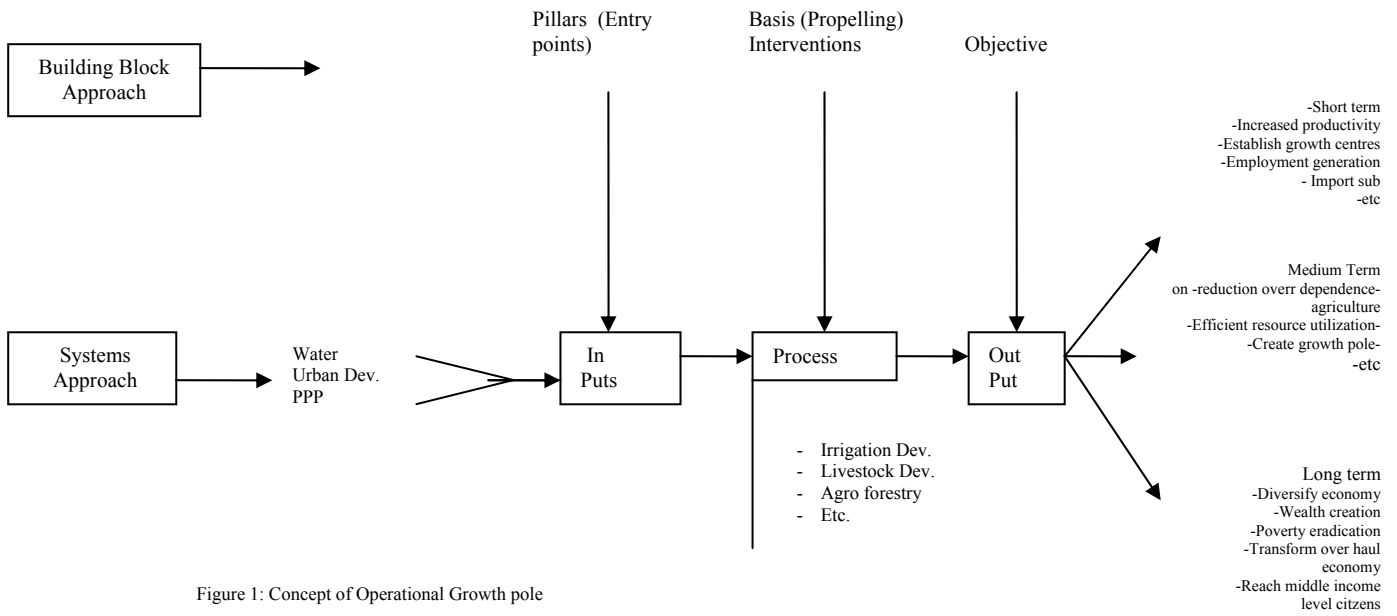 Pillars (Entry
points)
Basis (Propelling)
Interventions
Objective
Building Block
Approach
-Short term
-Increased productivity
-Establish growth centres
-Employment generation
- Import sub
-etc
Systems
Approach
Water
Urban Dev.
PPP
In
Puts
Process
Out
Put
Medium Term
on -reduction overr dependence-
agriculture
-Efficient resource utilization-
-Create growth pole-
-etc
- Irrigation Dev.
- Livestock Dev.
- Agro forestry
- Etc.
Long term
-Diversify economy
-Wealth creation
-Poverty eradication
-Transform over haul
economy
-Reach middle income
level citzens
Figure 1: Concept of Operational Growth pole